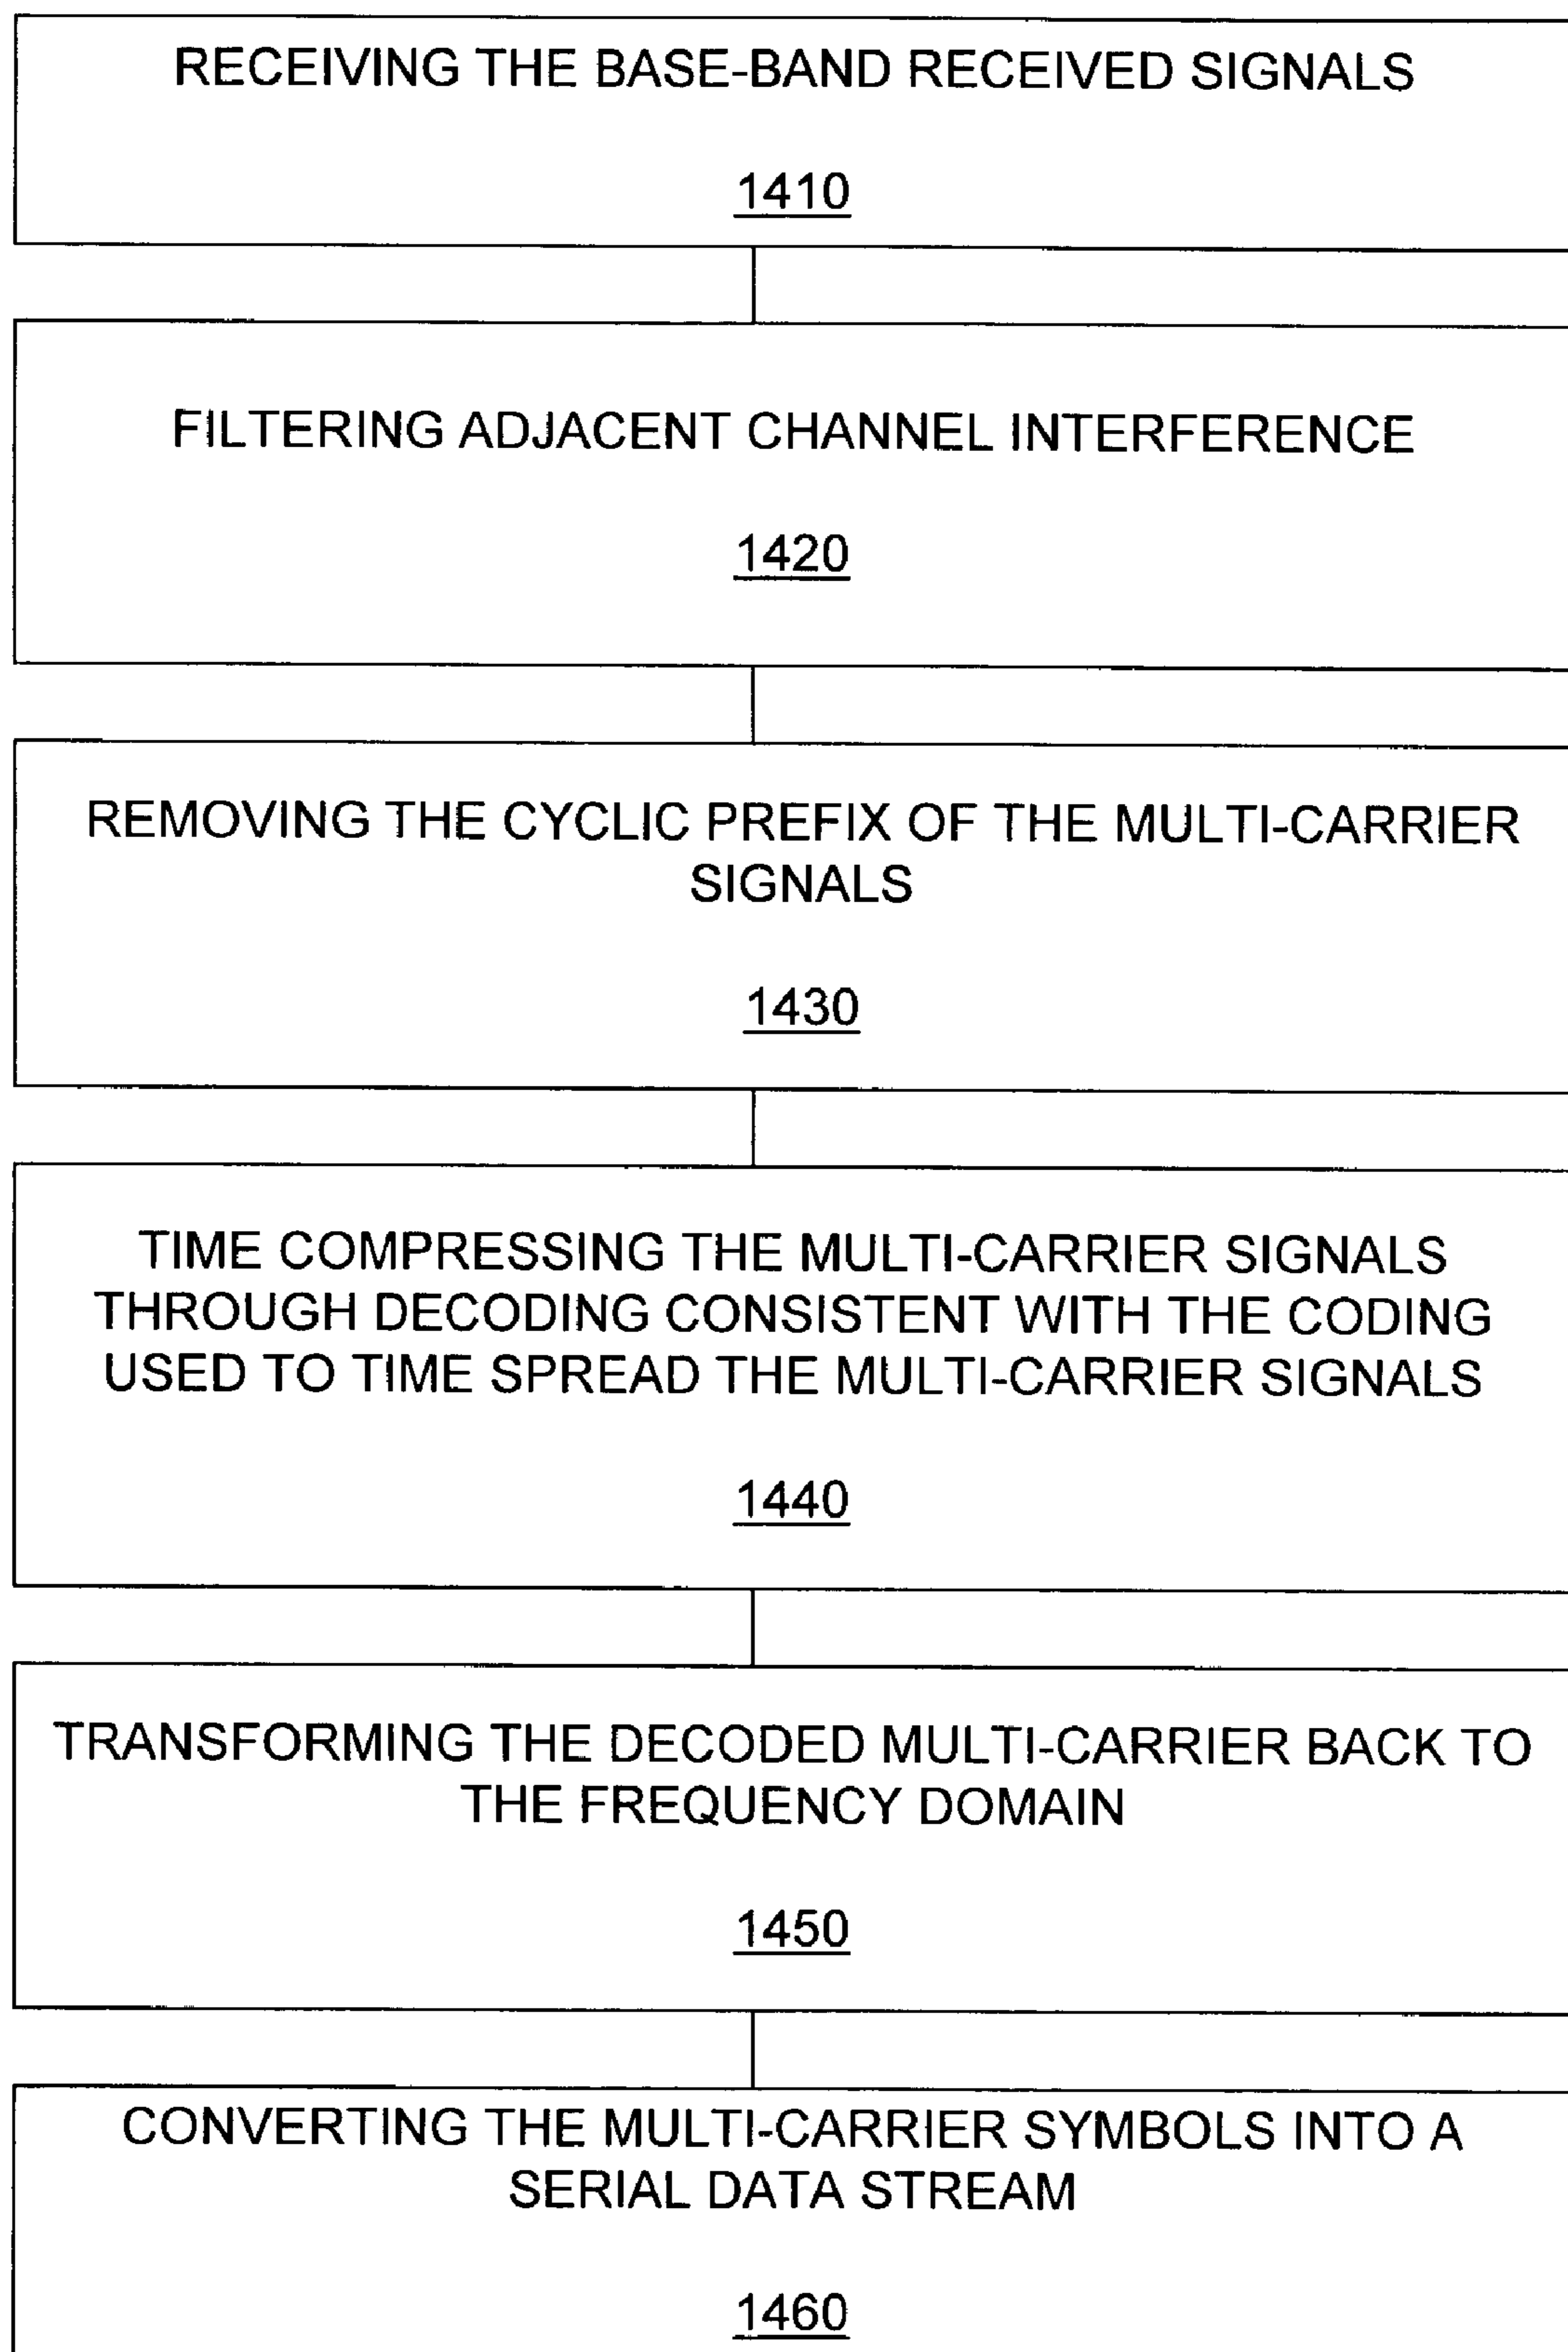 RECEIVING THE BASE-BAND RECEIVED SIGNALS
1410
FILTERING ADJACENT CHANNEL INTERFERENCE
1420
REMOVING THE CYCLIC PREFIX OF THE MULTI-CARRIER
SIGNALS
1430
TIME COMPRESSING THE MULTI-CARRIER SIGNALS
THROUGH DECODING CONSISTENT WITH THE CODING
USED TO TIME SPREAD THE MULTI-CARRIER SIGNALS
1440
TRANSFORMING THE DECODED MULTI-CARRIER BACK TO
THE FREQUENCY DOMAIN
1450
CONVERTING THE MULTI-CARRIER SYMBOLS INTO A
SERIAL DATA STREAM
1460